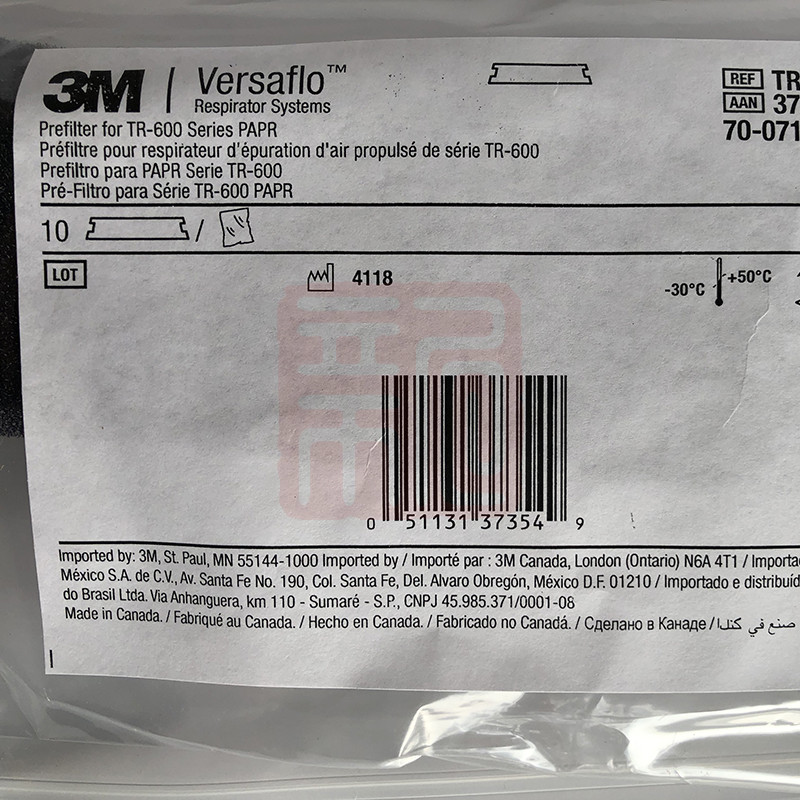 3M | Versaflo™
Respirator Systems
REF TR
AAN 37
70-071
Prefilter for TR-600 Series PAPR
Préfiltre pour respirateur d'épuration d'air propulsé de série TR-600
Prefiltro para PAPR Serie TR-600
Pré-Filtro para Série TR-600 PAPR
10 /
LOT 4118 -30°C +50°C
0 51131 37354 9
Imported by: 3M, St. Paul, MN 55144-1000 Imported by / Importé par : 3M Canada, London (Ontario) N6A 4T1 / Importa
México S.A. de C.V., Av. Santa Fe No. 190, Col. Santa Fe, Del. Alvaro Obregón, México D.F. 01210 / Importado e distribuíd
do Brasil Ltda. Via Anhanguera, km 110 - Sumaré - S.P., CNPJ 45.985.371/0001-08
Made in Canada. / Fabriqué au Canada. / Hecho en Canada. / Fabricado no Canadá. / Сделано в Канаде / صنع في كندا